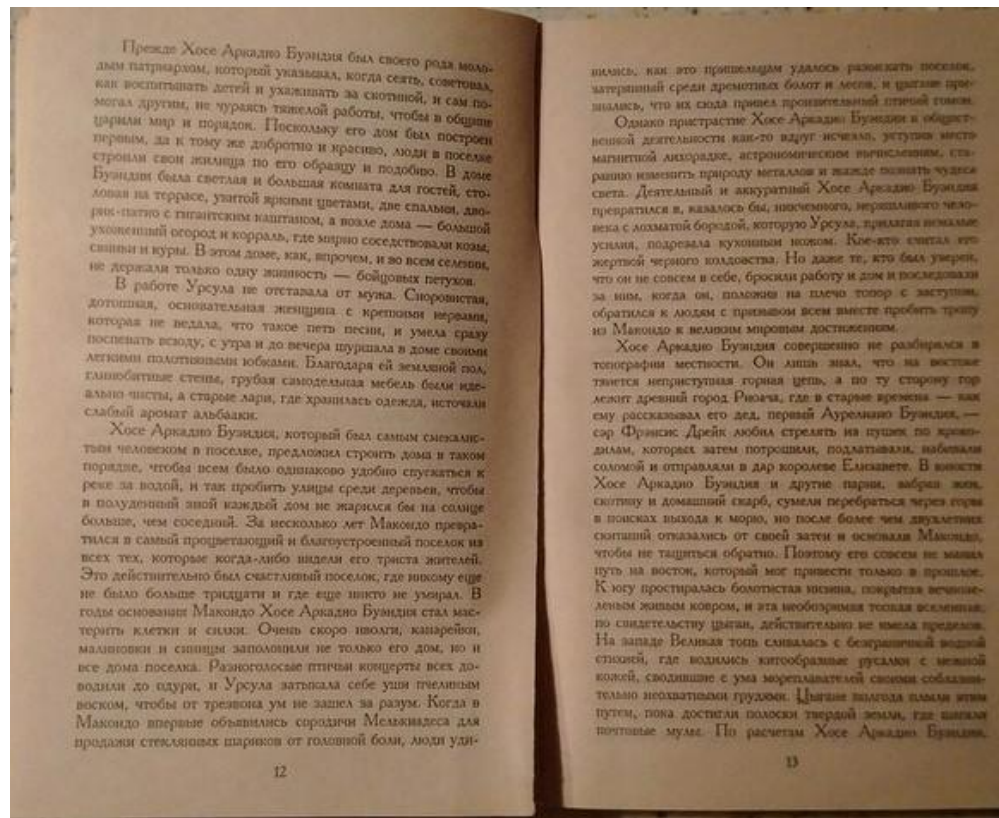 Прежде Хосе Аркадио Буэндия был своего рода моло-
дым патриархом, который указывал, когда сеять, советовал,
как воспитывать детей и ухаживать за скотиной, и сам по-
могал другим, не чураясь тяжелой работы, чтобы в общине
царили мир и порядок. Поскольку его дом был построен
первым, да к тому же добротно и красиво, люди в поселке
строили свои жилища по его образцу и подобию. В доме
Буэндии была светлая и большая комната для гостей, сто-
ловая на террасе, увитой яркими цветами, две спальни, дво-
рик-патио с гигантским каштаном, а возле дома — большой
ухоженный огород и корраль, где мирно соседствовали козы,
свиньи и куры. В этом доме, как, впрочем, и во всем селении,
не держали только одну живность — бойцовых петухов.
В работе Урсула не отставала от мужа. Сноровистая,
дотошная, основательная женщина с крепкими нервами,
которая не ведала, что такое петь песни, и умела сразу
поспевать всюду, с утра и до вечера шуршала в доме своими
легкими полотняными юбками. Благодаря ей земляной пол,
глинобитные стены, грубая самодельная мебель были иде-
ально чисты, а старые лари, где хранилась одежда, источали
слабый аромат альбааки.
Хосе Аркадио Буэндия, который был самым смекалис-
тым человеком в поселке, предложил строить дома в таком
порядке, чтобы всем было одинаково удобно спускаться к
реке за водой, и так пробить улицы среди деревьев, чтобы
в полуденный зной каждый дом не жарился бы на солнце
больше, чем соседний. За несколько лет Макондо превра-
тился в самый процветающий и благоустроенный поселок из
всех тех, которые когда-либо видели его триста жителей.
Это действительно был счастливый поселок, где никому еще
не было больше тридцати и где еще никто не умирал. В
годы основания Макондо Хосе Аркадио Буэндия стал мас-
терить клетки и силки. Очень скоро иволги, канарейки,
малиновки и синицы заполонили не только его дом, но и
все дома поселка. Разноголосые птичьи концерты всех до-
водили до одури, и Урсула затыкала себе уши пчелиным
воском, чтобы от трезвона ум не зашел за разум. Когда в
Макондо впервые объявились сородичи Мелькиадеса для
продажи стеклянных шариков от головной боли, люди уди-
12
вились, как это пришельцам удалось разыскать поселок,
затерянный среди дремотных болот и лесов, и цыгане при-
знались, что их сюда привел пронзительный птичий гомон.
Однако пристрастие Хосе Аркадио Буэндии к общест-
венной деятельности как-то вдруг исчезло, уступив место
магнитной лихорадке, астрономическим вычислениям, ста-
ранию изменить природу металлов и жажде познать чудеса
света. Деятельный и аккуратный Хосе Аркадио Буэндия
превратился в, казалось бы, никчемного, неряшливого чело-
века с лохматой бородой, которую Урсула, прилагая немалые
усилия, подрезала кухонным ножом. Кое-кто считал его
жертвой черного колдовства. Но даже те, кто был уверен,
что он не совсем в себе, бросили работу и дом и последовали
за ним, когда он, положив на плечо топор с заступом,
обратился к людям с призывом всем вместе пробить тропу
из Макондо к великим мировым достижениям.
Хосе Аркадио Буэндия совершенно не разбирался в
топографии местности. Он лишь знал, что на востоке
тянется неприступная горная цепь, а по ту сторону гор
лежит древний город Риоача, где в старые времена — как
ему рассказывал его дед, первый Аурелиано Буэндия, —
сэр Фрэнсис Дрейк любил стрелять из пушек по кроко-
дилам, которых затем потрошили, подлатывали, набивали
соломой и отправляли в дар королеве Елизавете. В юности
Хосе Аркадио Буэндия и другие парни, забрав жен,
скотину и домашний скарб, сумели перебраться через горы
в поисках выхода к морю, но после более чем двухлетних
скитаний отказались от своей затеи и основали Макондо,
чтобы не тащиться обратно. Поэтому его совсем не манил
путь на восток, который мог привести только в прошлое.
К югу простиралась болотистая низина, покрытая вечнозе-
леным живым ковром, и эта необозримая топкая вселенная,
по свидетельству цыган, действительно не имела пределов.
На западе Великая топь сливалась с безграничной водной
стихией, где водились китообразные русалки с нежной
кожей, сводившие с ума мореплавателей своими соблазни-
тельно необхватными грудями. Цыгане полгода плыли этим
путем, пока достигли полоски твердой земли, где шагали
почтовые мулы. По расчетам Хосе Аркадио Буэндии,
13